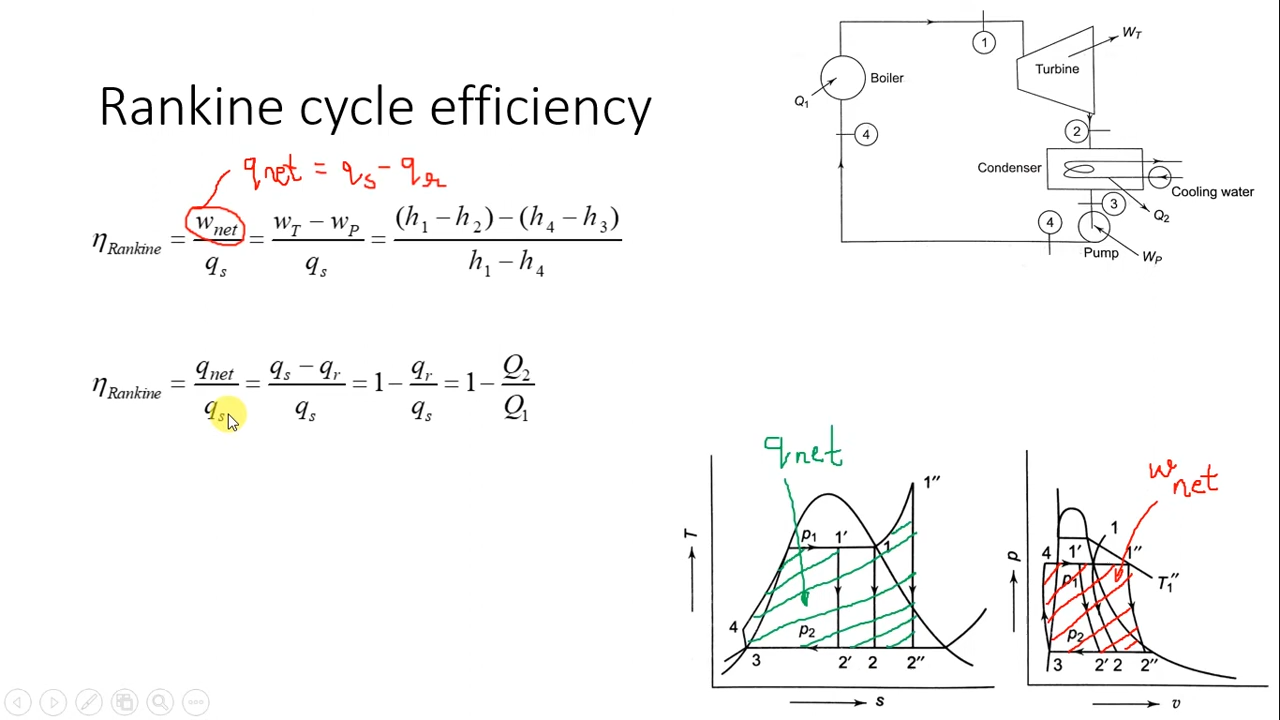 Rankine cycle efficiency
qnet = qs - qr
ηRankine = wnet / qs = wT − wP / qs = (h1 − h2) − (h4 − h3) / h1 − h4
ηRankine = qnet / qs = qs − qr / qs = 1 − qr / qs = 1 − Q2 / Q1
1
WT
Turbine
Boiler
Q1
4
2
Condenser
Cooling water
3
Q2
4
Pump
WP
qnet
T
1″
p1
1′
1
4
p2
3
2′
2
2″
s
wnet
p
1
4
1′
1″
p1
T1″
p2
3
2′
2
2″
v